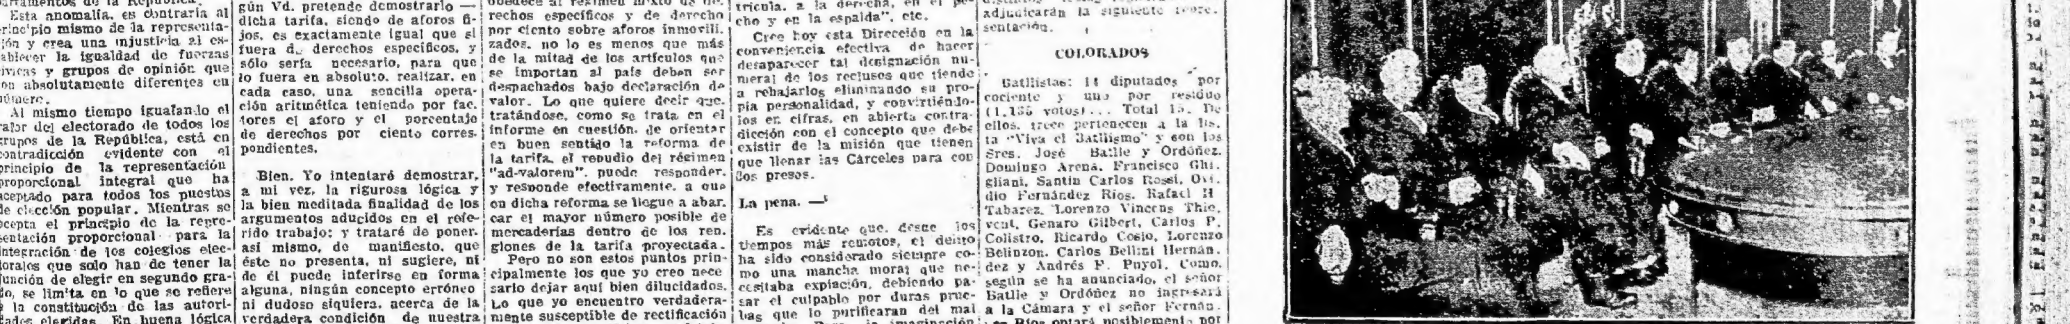 Esta anomalía, es contraria al
mismo de la representa-
y crea una injusticia al es-
la igualdad de fuerzas
y grupos de opinión que
absolutamente diferentes en
Al mismo tiempo igualando el
del electorado de todos los
grupos de la República, está en
contradicción evidente con el
principio de la representación
proporcional integral que ha
aceptado para todos los puestos
de elección popular. Mientras se
acepta el principio de la repre-
sentación proporcional para la
integración de los colegios elec-
torales que solo han de tener la
función de elegir en segundo gra-
se limita en lo que se refiere
a la constitución de las autori-
En buena lógica
gún Vd. pretende demostrarlo —
dicha tarifa, siendo de aforos fi-
jos, es exactamente igual que si
fuera de derechos específicos, y
sólo sería necesario, para que
lo fuera en absoluto, realizar, en
cada caso, una sencilla opera-
ción aritmética teniendo por fac.
tores el aforo y el porcentaje
de derechos por ciento corres.
pondientes.
Bien. Yo intentaré demostrar,
a mi vez, la rigurosa lógica y
la bien meditada finalidad de los
argumentos aducidos en el refe-
rido trabajo: y trataré de poner.
asi mismo, de manifiesto, que
éste no presenta, ni sugiere, ni
de él puede inferirse en forma
alguna, ningún concepto erróneo
ni dudoso siquiera, acerca de la
verdadera condición de nuestra
rechos específicos y de derecho
por ciento sobre aforos inmovili.
zados, no lo es menos que más
de la mitad de los artículos que
se importan al país deben ser
despachados bajo declaración de
valor. Lo que quiere decir que.
tratándose, como se trata en el
informe en cuestión, de orientar
en buen sentido la reforma de
la tarifa, el repudio del régimen
"ad-valorem". puede responder.
y responde efectivamente, a que
en dicha reforma se llegue a abar.
car el mayor número posible de
mercaderías dentro de los ren.
glones de la tarifa proyectada.
Pero no son estos puntos prin-
cipalmente los que yo creo nece
sario dejar aquí bien dilucidados.
Lo que yo encuentro verdadera-
mente susceptible de rectificación
trícula, a la derecha, en el pe-
cho y en la espalda". etc.
Cree hoy esta Dirección en la
conveniencia efectiva de hacer
desaparecer tal designación nu-
meral de los reclusos que tiende
a rebajarlos eliminando su pro-
pia personalidad, y convirtiéndo-
los en cifras, en abierta contra-
dicción con el concepto que debe
existir de la misión que tienen
que llenar las Cárceles para con
los presos.
La pena. —
Es evidente que, desde los
tiempos más remotos, el delito
ha sido considerado siempre co-
mo una mancha moral que ne-
cesitaba expiación, debiendo pa-
sar el culpable por duras prue-
bas que lo purificaran del mal
adjudicarán la siguiente repre.
sentación.
COLORADOS
Batllistas: 14 diputados por
cociente y uno por residuo
(1.135 votos)... Total 15. De
ellos, trece pertenecen a la lis.
ta "Viva el Batllismo" y son los
Sres. José Batlle y Ordóñez.
Domingo Arena. Francisco Ghi.
gliani, Santín Carlos Rossi, Ovi.
dio Fernández Ríos. Rafael H
Tabarez. Lorenzo Vincens Thie.
vent, Genaro Gilbert, Carlos P.
Colistro, Ricardo Cosio, Lorenzo
Belinzon. Carlos Bellini Hernán.
dez y Andrés P. Puyol. Como,
según se ha anunciado, el señor
Batlle y Ordóñez no ingresará
a la Cámara y el señor Fernán.
Ríos optará posiblemente por